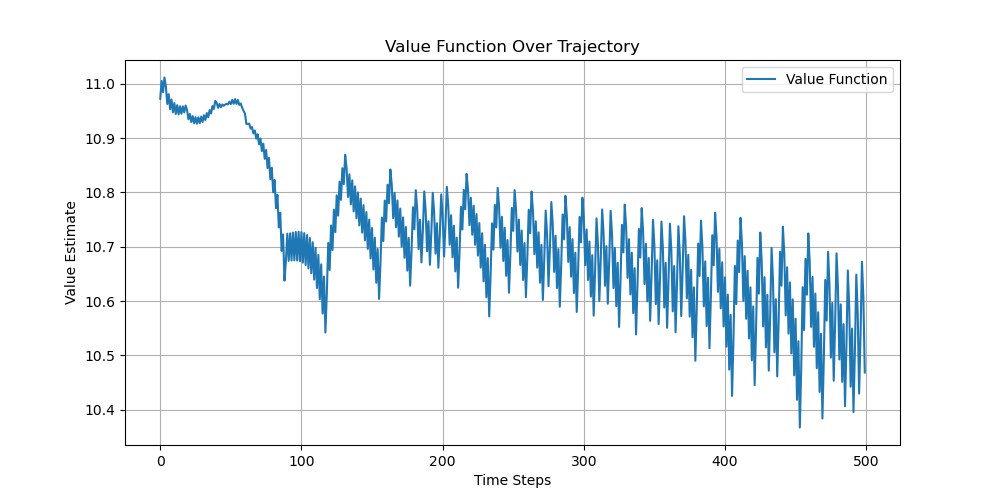 Value Function Over Trajectory
Value Function
11.0
10.9
10.8
10.7
10.6
10.5
10.4
Value Estimate
0 100 200 300 400 500
Time Steps